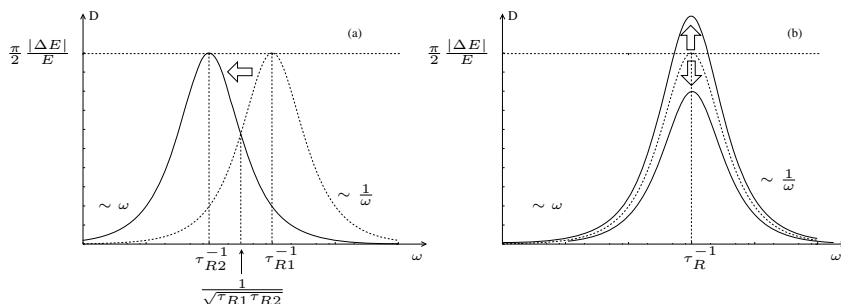 D
(a)
π/2 |ΔE|/E
~ ω
~ 1/ω
τ_{R2}^{-1}
τ_{R1}^{-1}
ω
1/√(τ_{R1} τ_{R2})
D
(b)
π/2 |ΔE|/E
~ ω
~ 1/ω
τ_R^{-1}
ω